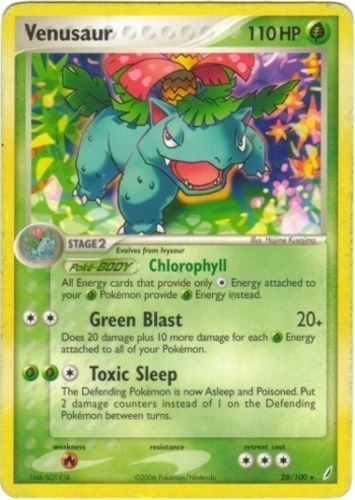 Venusaur 110 HP
Illus. Hajime Kusajima
STAGE 2
Evolves from Ivysaur
Poké-BODY Chlorophyll
All Energy cards that provide only Energy attached to
your Pokémon provide Energy instead.
Green Blast 20+
Does 20 damage plus 10 more damage for each Energy
attached to all of your Pokémon.
Toxic Sleep
The Defending Pokémon is now Asleep and Poisoned. Put
2 damage counters instead of 1 on the Defending
Pokémon between turns.
weakness resistance retreat cost
©2006 Pokémon/Nintendo 28/100 ★